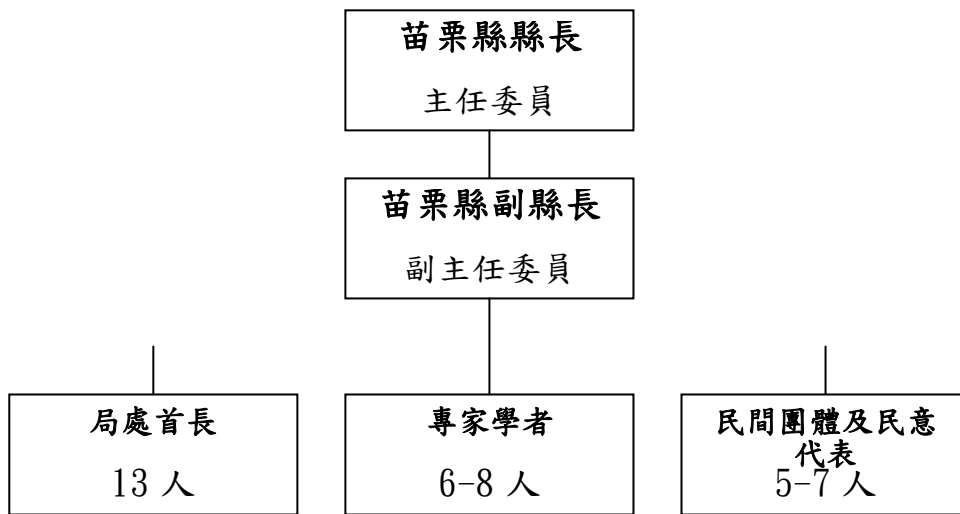 苗栗縣縣長
主任委員
苗栗縣副縣長
副主任委員
局處首長
13 人
專家學者
6-8 人
民間團體及民意
代表
5-7 人